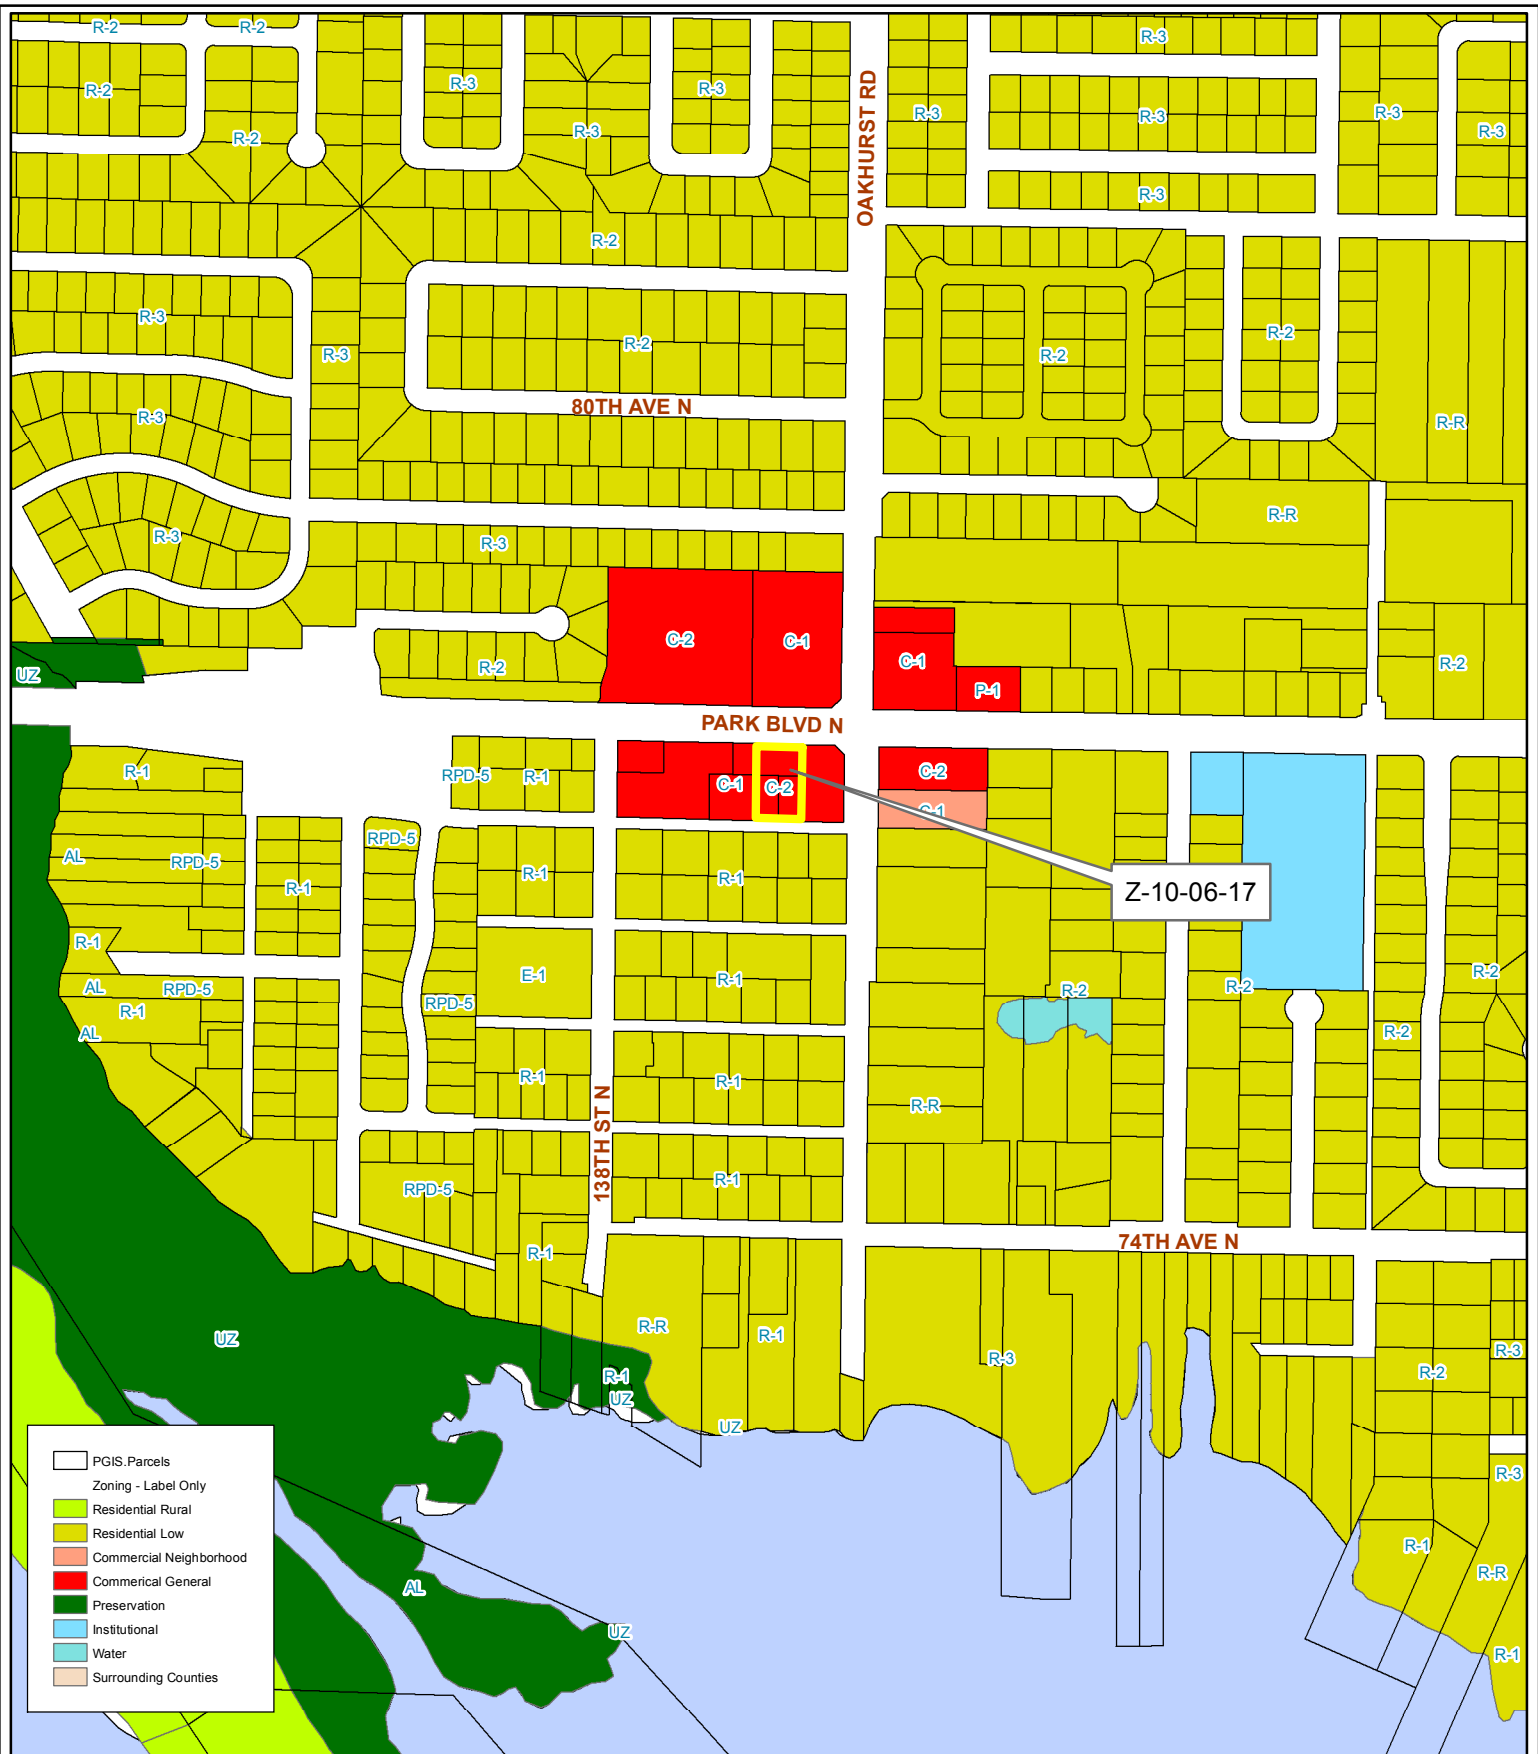 R-2
R-2
R-3
R-2
R-3
R-3
R-3
R-3
R-3
R-3
R-3
R-2
R-3
OAKHURST RD
R-3
R-2
R-3
R-3
R-2
R-2
R-2
80TH AVE N
R-3
R-R
R-R
R-3
R-3
C-2
C-1
C-1
R-2
R-2
UZ
P-1
PARK BLVD N
R-1
RPD-5
R-1
C-1
C-2
C-2
C-1
RPD-5
AL
RPD-5
R-1
R-1
R-1
Z-10-06-17
R-1
E-1
R-1
R-2
AL
RPD-5
RPD-5
R-2
R-2
R-1
AL
R-2
R-1
R-1
R-R
138TH ST N
RPD-5
R-1
R-1
74TH AVE N
UZ
R-R
R-1
R-3
R-3
R-2
R-1
UZ
UZ
PGIS.Parcels
Zoning - Label Only
Residential Rural
Residential Low
Commercial Neighborhood
Commerical General
Preservation
Institutional
Water
Surrounding Counties
R-3
R-1
R-R
AL
UZ
R-1